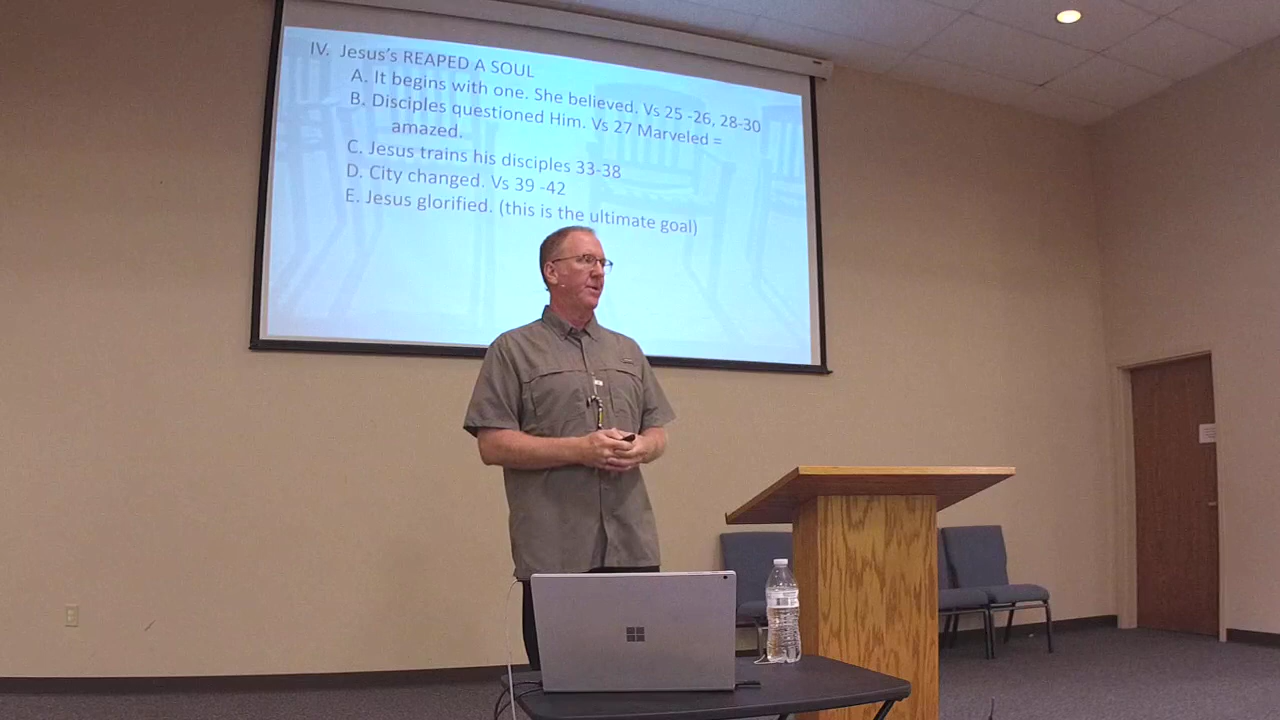 IV. Jesus's REAPED A SOUL
A. It begins with one. She believed. Vs 25 -26, 28-30
B. Disciples questioned Him. Vs 27 Marveled =
amazed.
C. Jesus trains his disciples 33-38
D. City changed. Vs 39 -42
E. Jesus glorified. (this is the ultimate goal)